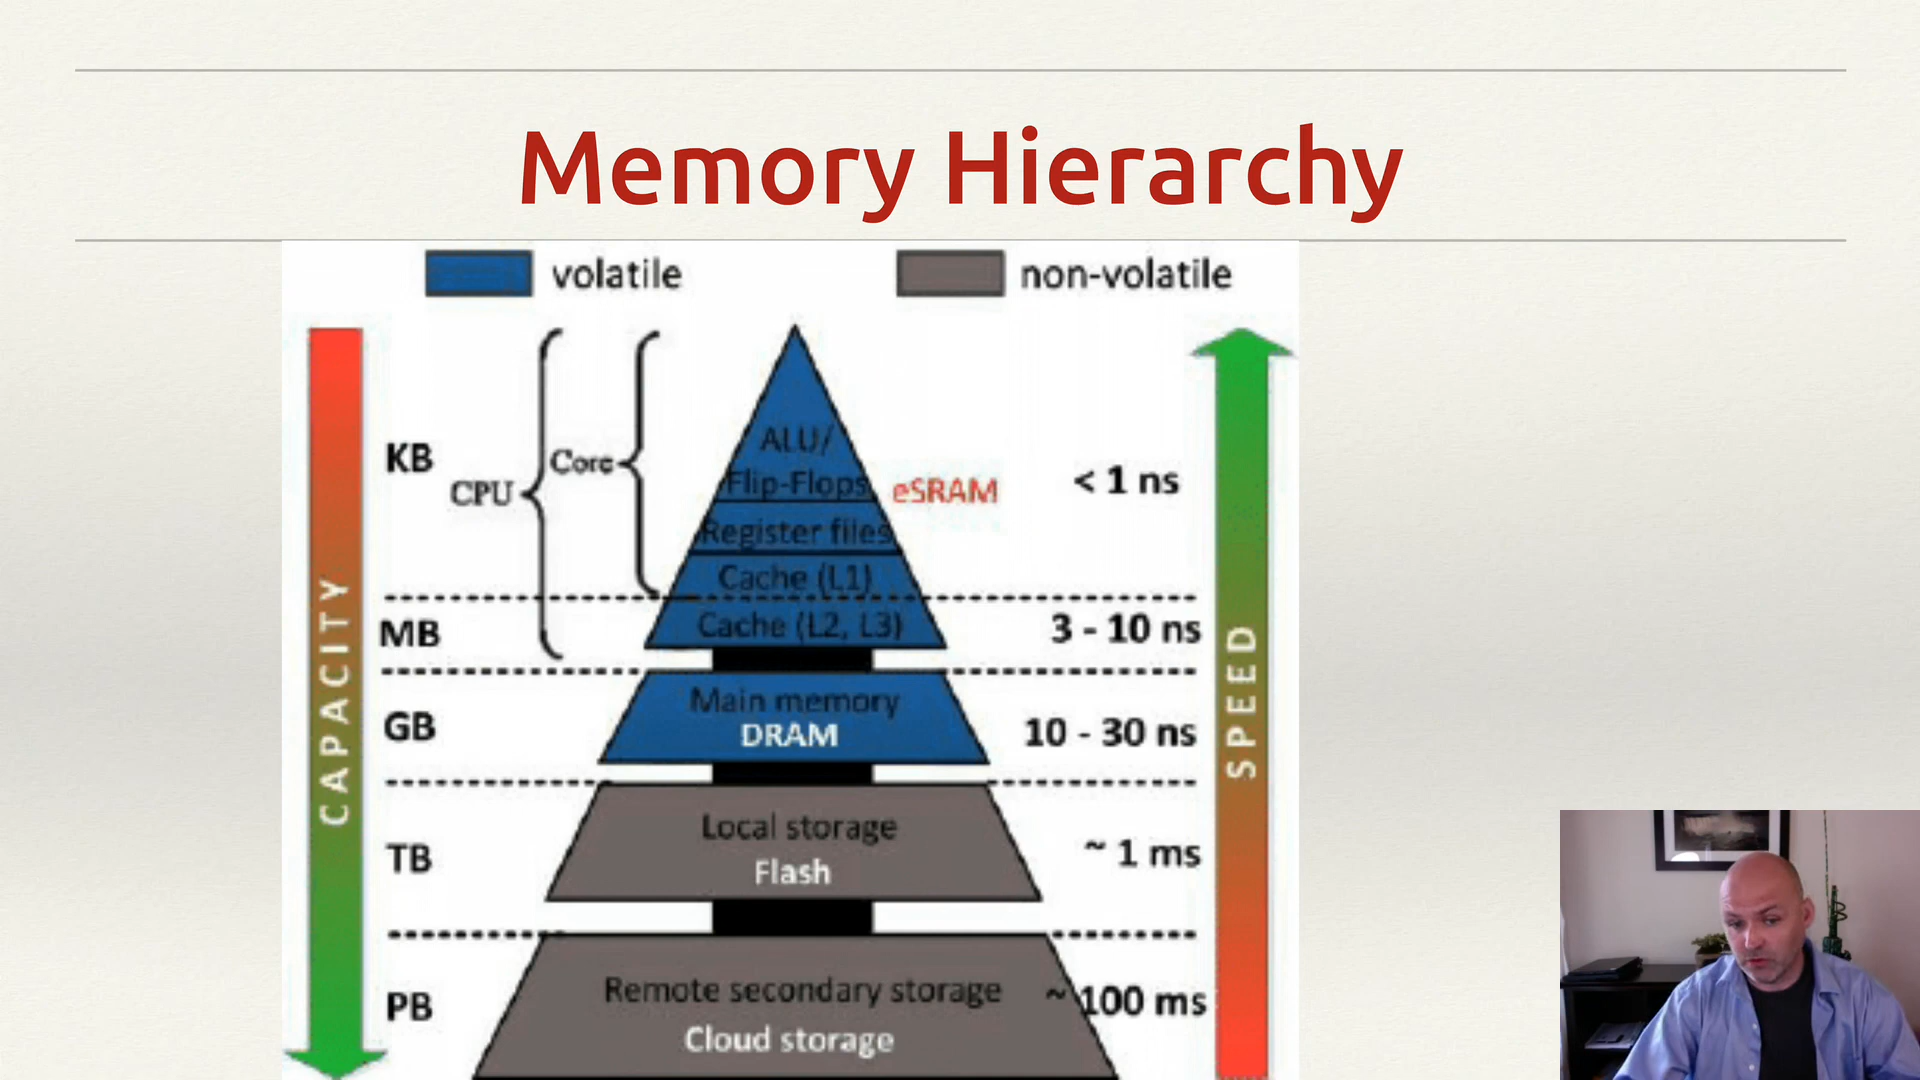 Memory Hierarchy
volatile
non-volatile
CAPACITY
SPEED
KB
CPU
Core
ALU/
Flip-Flops
eSRAM
< 1 ns
Register files
Cache (L1)
MB
Cache (L2, L3)
3 - 10 ns
GB
Main memory
DRAM
10 - 30 ns
TB
Local storage
Flash
~ 1 ms
PB
Remote secondary storage
Cloud storage
~ 100 ms